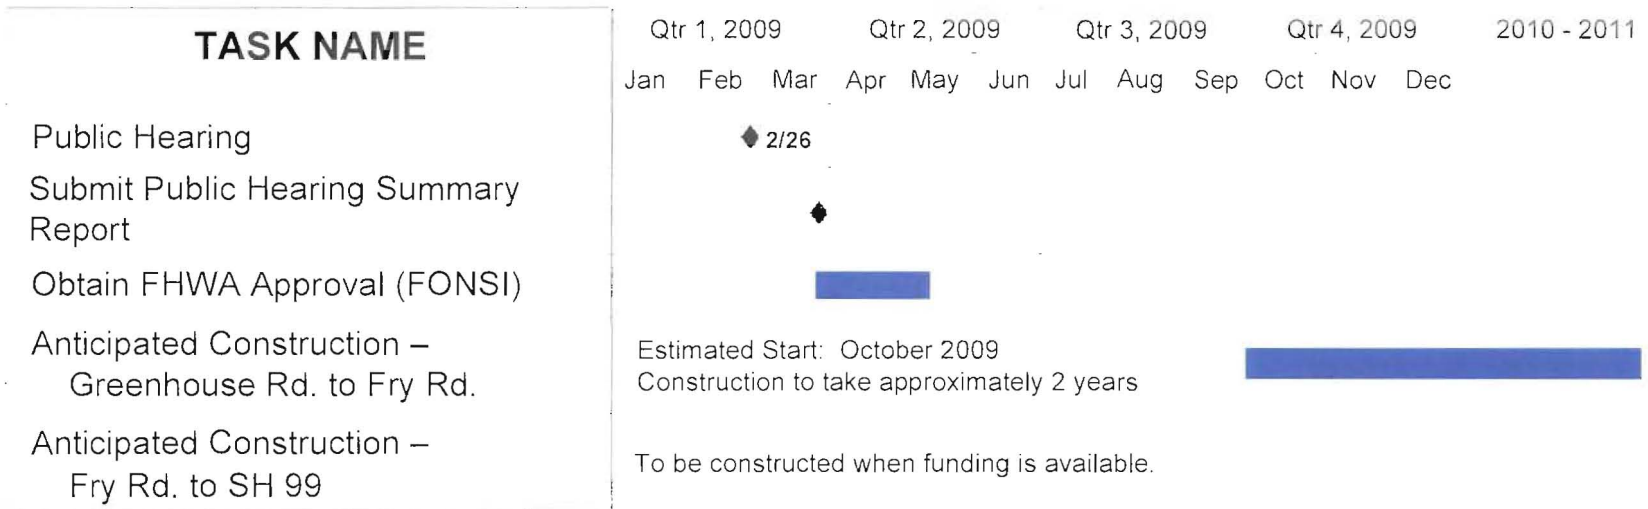 TASK NAME
Qtr 1, 2009 Qtr 2, 2009 Qtr 3, 2009 Qtr 4, 2009 2010 - 2011
Jan Feb Mar Apr May Jun Jul Aug Sep Oct Nov Dec
Public Hearing
2/26
Submit Public Hearing Summary
Report
Obtain FHWA Approval (FONSI)
Anticipated Construction –
Greenhouse Rd. to Fry Rd.
Estimated Start: October 2009
Construction to take approximately 2 years
Anticipated Construction –
Fry Rd. to SH 99
To be constructed when funding is available.